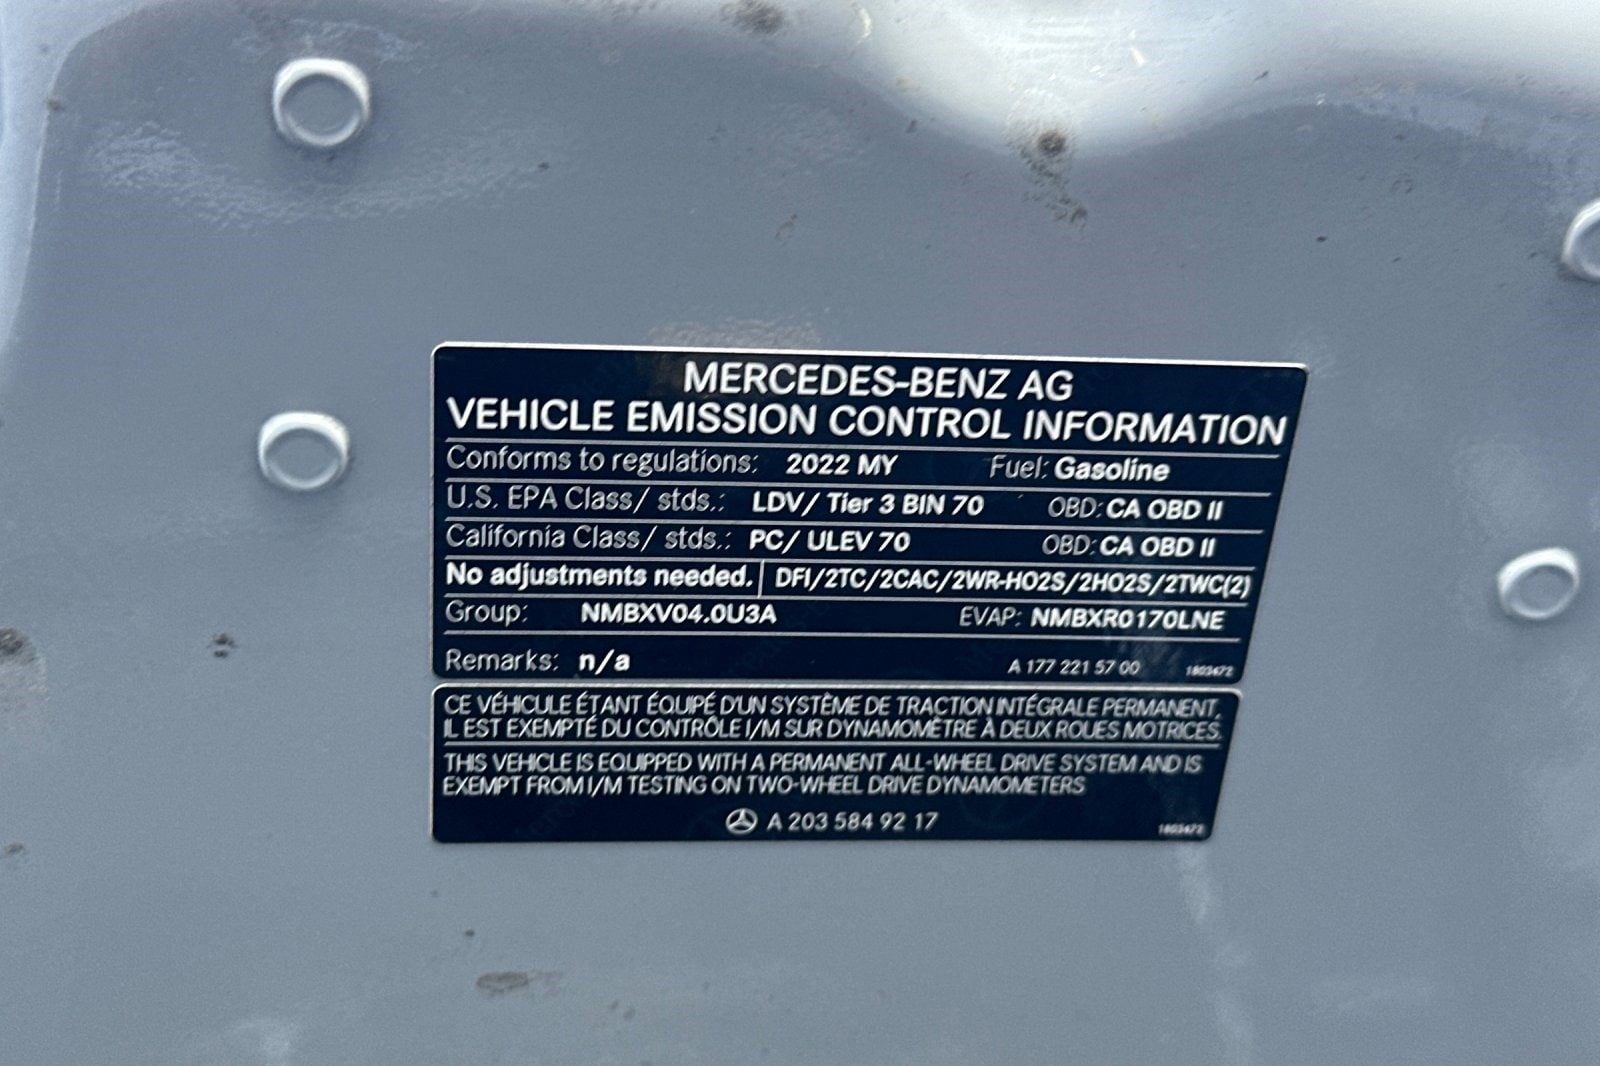 MERCEDES-BENZ AG
VEHICLE EMISSION CONTROL INFORMATION
Conforms to regulations: 2022 MY Fuel: Gasoline
U.S. EPA Class/ stds.: LDV/ Tier 3 BIN 70 OBD: CA OBD II
California Class/ stds.: PC/ ULEV 70 OBD: CA OBD II
No adjustments needed. DFI/2TC/2CAC/2WR-HO2S/2HO2S/2TWC(2)
Group: NMBXV04.0U3A EVAP: NMBXR0170LNE
Remarks: n/a A 177 221 57 00 1803472
CE VÉHICULE ÉTANT ÉQUIPÉ D'UN SYSTÈME DE TRACTION INTÉGRALE PERMANENT,
IL EST EXEMPTÉ DU CONTRÔLE I/M SUR DYNAMOMÈTRE À DEUX ROUES MOTRICES.
THIS VEHICLE IS EQUIPPED WITH A PERMANENT ALL-WHEEL DRIVE SYSTEM AND IS
EXEMPT FROM I/M TESTING ON TWO-WHEEL DRIVE DYNAMOMETERS
A 203 584 92 17 1803472